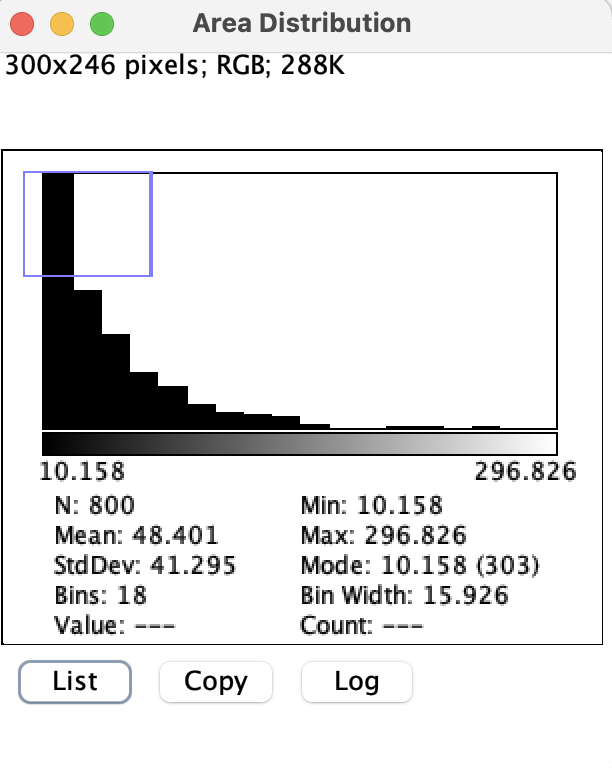 Area Distribution
300x246 pixels; RGB; 288K
10.158 296.826
N: 800 Min: 10.158
Mean: 48.401 Max: 296.826
StdDev: 41.295 Mode: 10.158 (303)
Bins: 18 Bin Width: 15.926
Value: --- Count: ---
List Copy Log